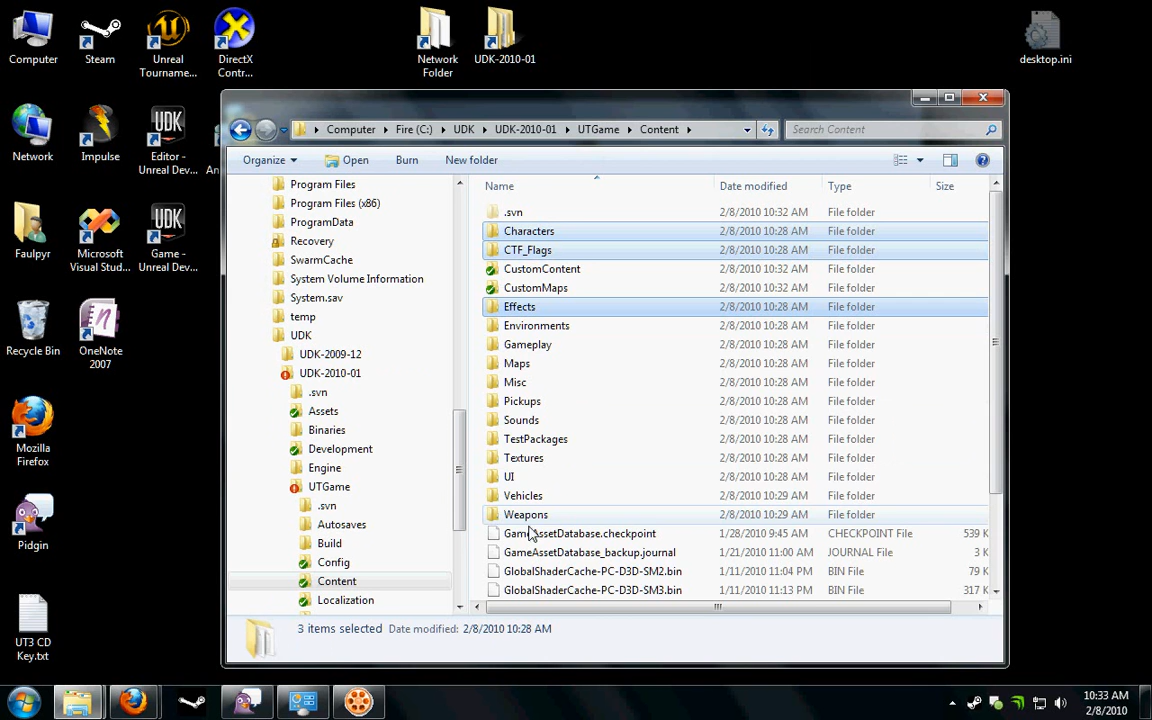 Computer
Steam
Unreal
Tourname...
DirectX
Contr...
Network
Folder
UDK-2010-01
desktop.ini
Network
Impulse
Editor -
Unreal Dev...
An
Faulpyr
Microsoft
Visual Stud...
Game -
Unreal Dev...
Recycle Bin
OneNote
2007
Mozilla
Firefox
Pidgin
UT3 CD
Key.txt
Computer Fire (C:) UDK UDK-2010-01 UTGame Content
Search Content
Organize Open Burn New folder
Program Files
Program Files (x86)
ProgramData
Recovery
SwarmCache
System Volume Information
System.sav
temp
UDK
UDK-2009-12
UDK-2010-01
.svn
Assets
Binaries
Development
Engine
UTGame
.svn
Autosaves
Build
Config
Content
Localization
Name Date modified Type Size
.svn 2/8/2010 10:32 AM File folder
Characters 2/8/2010 10:28 AM File folder
CTF_Flags 2/8/2010 10:28 AM File folder
CustomContent 2/8/2010 10:32 AM File folder
CustomMaps 2/8/2010 10:32 AM File folder
Effects 2/8/2010 10:28 AM File folder
Environments 2/8/2010 10:28 AM File folder
Gameplay 2/8/2010 10:28 AM File folder
Maps 2/8/2010 10:28 AM File folder
Misc 2/8/2010 10:28 AM File folder
Pickups 2/8/2010 10:28 AM File folder
Sounds 2/8/2010 10:28 AM File folder
TestPackages 2/8/2010 10:28 AM File folder
Textures 2/8/2010 10:28 AM File folder
UI 2/8/2010 10:28 AM File folder
Vehicles 2/8/2010 10:29 AM File folder
Weapons 2/8/2010 10:29 AM File folder
GameAssetDatabase.checkpoint 1/28/2010 9:45 AM CHECKPOINT File 539 K
GameAssetDatabase_backup.journal 1/21/2010 11:00 AM JOURNAL File 3 K
GlobalShaderCache-PC-D3D-SM2.bin 1/11/2010 11:04 PM BIN File 79 K
GlobalShaderCache-PC-D3D-SM3.bin 1/11/2010 11:13 PM BIN File 317 K
3 items selected Date modified: 2/8/2010 10:28 AM
10:33 AM
2/8/2010